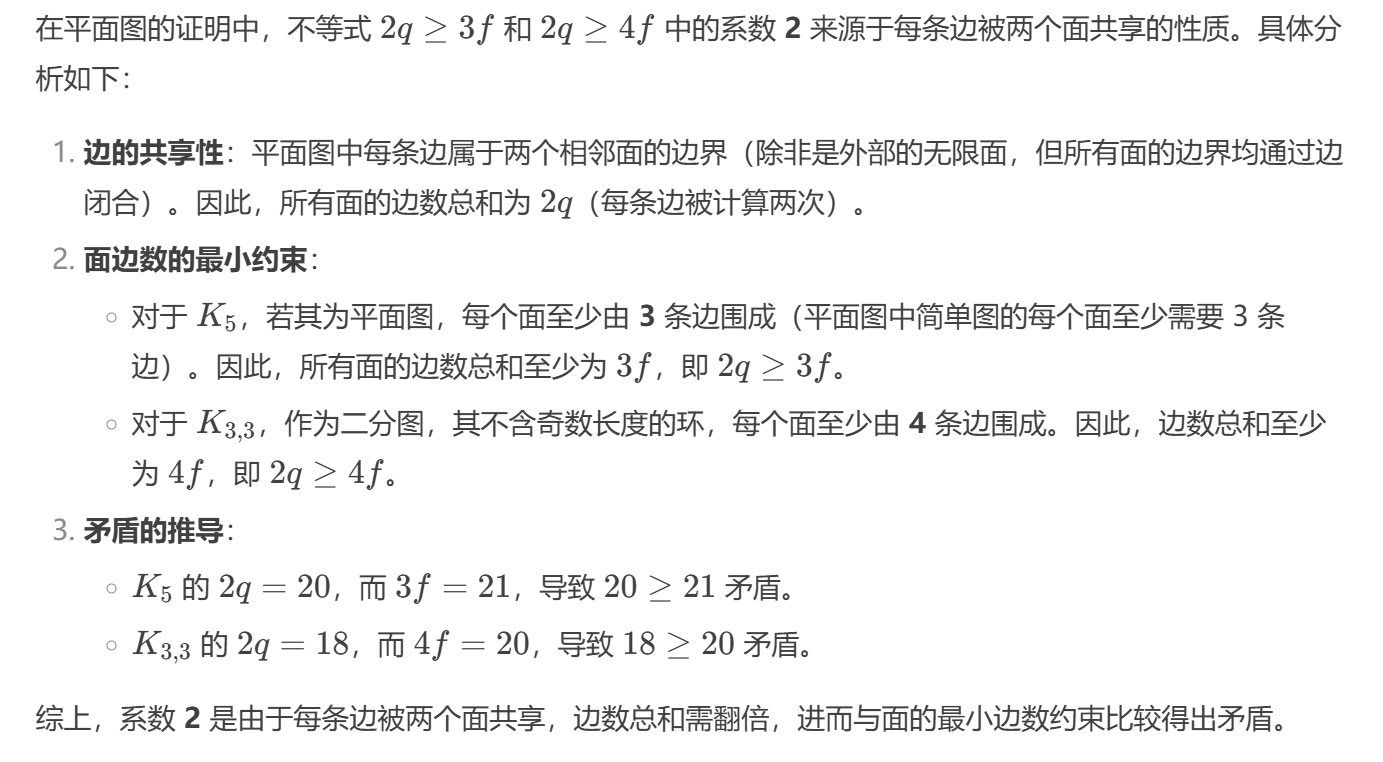 在平面图的证明中，不等式 2q ≥ 3f 和 2q ≥ 4f 中的系数 2 来源于每条边被两个面共享的性质。具体分
析如下：
1. 边的共享性：平面图中每条边属于两个相邻面的边界（除非是外部的无限面，但所有面的边界均通过边
闭合）。因此，所有面的边数总和为 2q（每条边被计算两次）。
2. 面边数的最小约束：
○ 对于 K₅，若其为平面图，每个面至少由 3 条边围成（平面图中简单图的每个面至少需要 3 条
边）。因此，所有面的边数总和至少为 3f，即 2q ≥ 3f。
○ 对于 K₃,₃，作为二分图，其不含奇数长度的环，每个面至少由 4 条边围成。因此，边数总和至少
为 4f，即 2q ≥ 4f。
3. 矛盾的推导：
○ K₅ 的 2q = 20，而 3f = 21，导致 20 ≥ 21 矛盾。
○ K₃,₃ 的 2q = 18，而 4f = 20，导致 18 ≥ 20 矛盾。
综上，系数 2 是由于每条边被两个面共享，边数总和需翻倍，进而与面的最小边数约束比较得出矛盾。